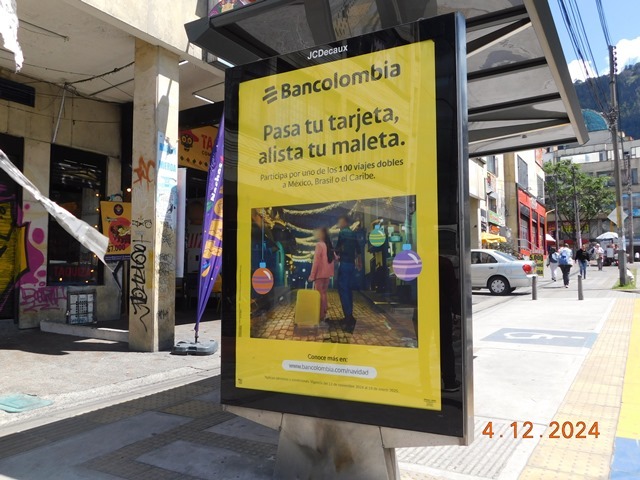 JCDecaux
Bancolombia
Pasa tu tarjeta,
alista tu maleta.
Participa por uno de los 100 viajes dobles
a México, Brasil o el Caribe.
Conoce más en:
www.bancolombia.com/navidad
4.12.2024